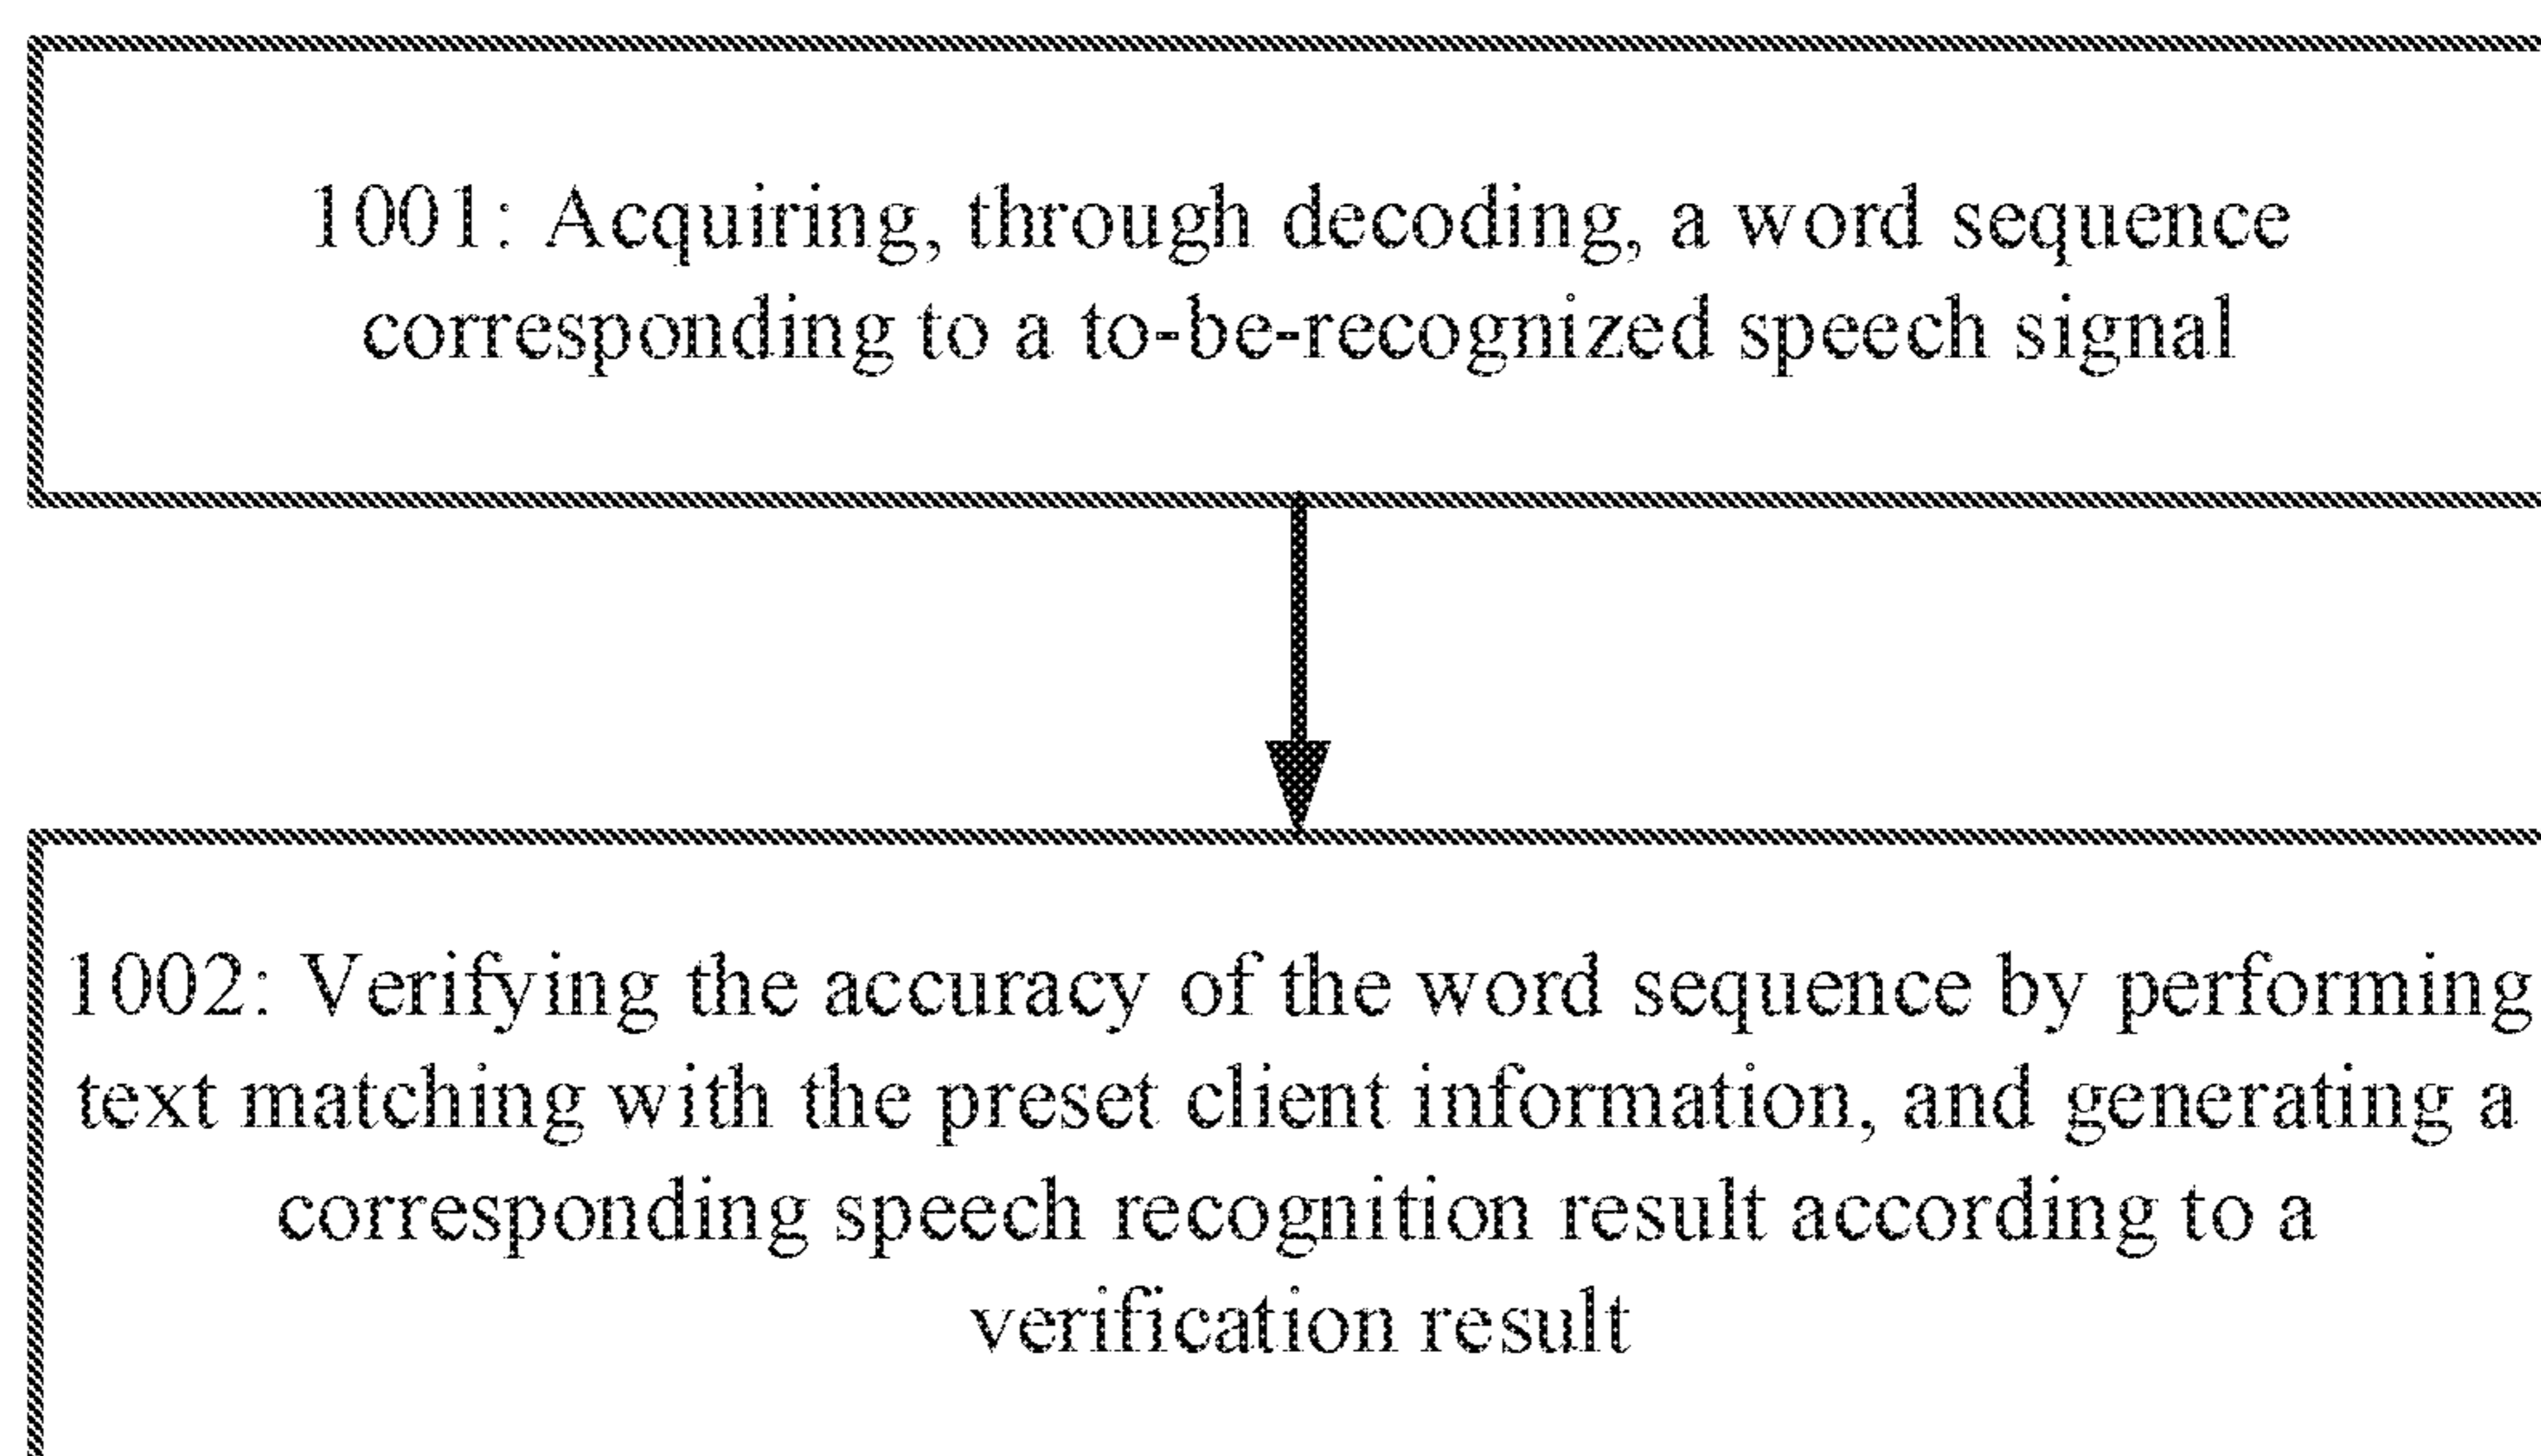 1001: Acquiring, through decoding, a word sequence
corresponding to a to-be-recognized speech signal
1002: Verifying the accuracy of the word sequence by performing
text matching with the preset client information, and generating a
corresponding speech recognition result according to a
verification result